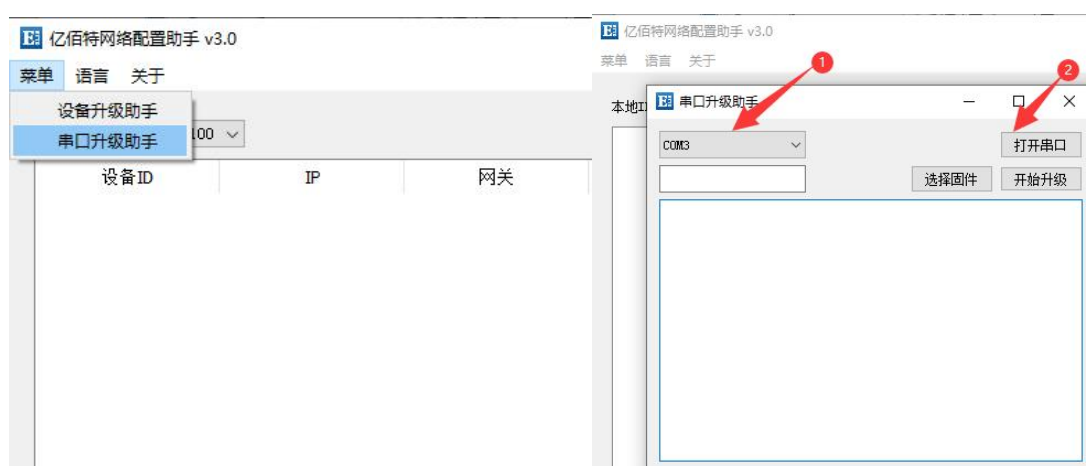 亿佰特网络配置助手 v3.0
菜单 语言 关于
设备升级助手
串口升级助手
100
设备ID IP 网关
亿佰特网络配置助手 v3.0
菜单 语言 关于
1
2
本地I
串口升级助手
COM3
打开串口
选择固件 开始升级